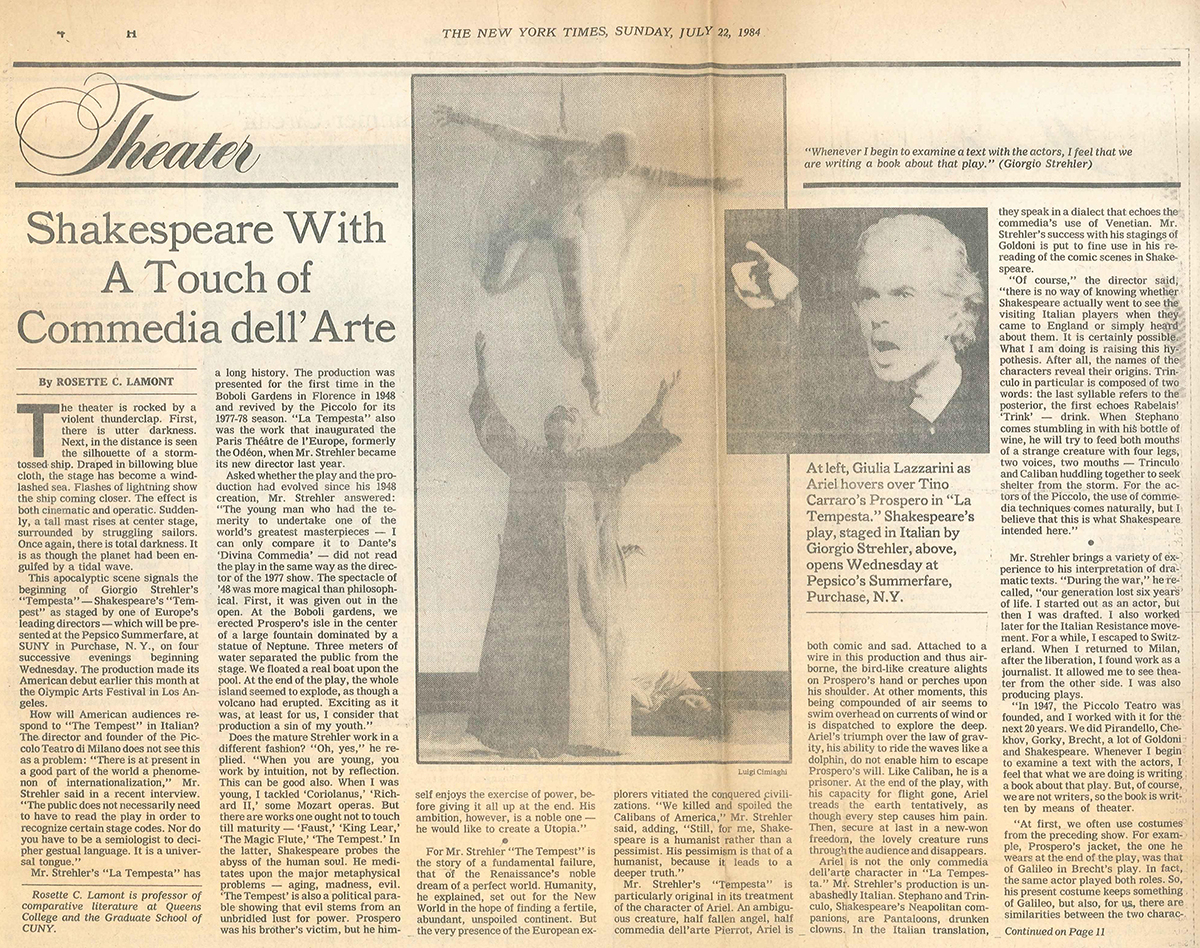 4 H
THE NEW YORK TIMES, SUNDAY, JULY 22, 1984
Theater
Shakespeare With
A Touch of
Commedia dell'Arte
By ROSETTE C. LAMONT
The theater is rocked by a
violent thunderclap. First,
there is utter darkness.
Next, in the distance is seen
the silhouette of a storm-
tossed ship. Draped in billowing blue
cloth, the stage has become a wind-
lashed sea. Flashes of lightning show
the ship coming closer. The effect is
both cinematic and operatic. Sudden-
ly, a tall mast rises at center stage,
surrounded by struggling sailors.
Once again, there is total darkness. It
is as though the planet had been en-
gulfed by a tidal wave.
This apocalyptic scene signals the
beginning of Giorgio Strehler's
"Tempesta" — Shakespeare's "Tem-
pest" as staged by one of Europe's
leading directors — which will be pre-
sented at the Pepsico Summerfare, at
SUNY in Purchase, N. Y., on four
successive evenings beginning
Wednesday. The production made its
American debut earlier this month at
the Olympic Arts Festival in Los An-
geles.
How will American audiences re-
spond to "The Tempest" in Italian?
The director and founder of the Pic-
colo Teatro di Milano does not see this
as a problem: "There is at present in
a good part of the world a phenome-
non of internationalization," Mr.
Strehler said in a recent interview.
"The public does not necessarily need
to have to read the play in order to
recognize certain stage codes. Nor do
you have to be a semiologist to deci-
pher gestual language. It is a univer-
sal tongue."
Mr. Strehler's "La Tempesta" has
Rosette C. Lamont is professor of
comparative literature at Queens
College and the Graduate School of
CUNY.
a long history. The production was
presented for the first time in the
Boboli Gardens in Florence in 1948
and revived by the Piccolo for its
1977-78 season. "La Tempesta" also
was the work that inaugurated the
Paris Théâtre de l'Europe, formerly
the Odéon, when Mr. Strehler became
its new director last year.
Asked whether the play and the pro-
duction had evolved since his 1948
creation, Mr. Strehler answered:
"The young man who had the te-
merity to undertake one of the
world's greatest masterpieces — I
can only compare it to Dante's
'Divina Commedia' — did not read
the play in the same way as the direc-
tor of the 1977 show. The spectacle of
'48 was more magical than philosoph-
ical. First, it was given out in the
open. At the Boboli gardens, we
erected Prospero's isle in the center
of a large fountain dominated by a
statue of Neptune. Three meters of
water separated the public from the
stage. We floated a real boat upon the
pool. At the end of the play, the whole
island seemed to explode, as though a
volcano had erupted. Exciting as it
was, at least for us, I consider that
production a sin of my youth."
Does the mature Strehler work in a
different fashion? "Oh, yes," he re-
plied. "When you are young, you
work by intuition, not by reflection.
This can be good also. When I was
young, I tackled 'Coriolanus,' 'Rich-
ard II,' some Mozart operas. But
there are works one ought not to touch
till maturity — 'Faust,' 'King Lear,'
'The Magic Flute,' 'The Tempest.' In
the latter, Shakespeare probes the
abyss of the human soul. He medi-
tates upon the major metaphysical
problems — aging, madness, evil.
'The Tempest' is also a political para-
ble showing that evil stems from an
unbridled lust for power. Prospero
was his brother's victim, but he him-
Luigi Cimiaghi
self enjoys the exercise of power, be-
fore giving it all up at the end. His
ambition, however, is a noble one —
he would like to create a Utopia."
For Mr. Strehler "The Tempest" is
the story of a fundamental failure,
that of the Renaissance's noble
dream of a perfect world. Humanity,
he explained, set out for the New
World in the hope of finding a fertile,
abundant, unspoiled continent. But
the very presence of the European ex-
plorers vitiated the conquered civili-
zations. "We killed and spoiled the
Calibans of America," Mr. Strehler
said, adding, "Still, for me, Shake-
speare is a humanist rather than a
pessimist. His pessimism is that of a
humanist, because it leads to a
deeper truth."
Mr. Strehler's "Tempesta" is
particularly original in its treatment
of the character of Ariel. An ambigu-
ous creature, half fallen angel, half
commedia dell'arte Pierrot, Ariel is
"Whenever I begin to examine a text with the actors, I feel that we
are writing a book about that play." (Giorgio Strehler)
At left, Giulia Lazzarini as
Ariel hovers over Tino
Carraro's Prospero in "La
Tempesta." Shakespeare's
play, staged in Italian by
Giorgio Strehler, above,
opens Wednesday at
Pepsico's Summerfare,
Purchase, N.Y.
both comic and sad. Attached to a
wire in this production and thus air-
borne, the bird-like creature alights
on Prospero's hand or perches upon
his shoulder. At other moments, this
being compounded of air seems to
swim overhead on currents of wind or
is dispatched to explore the deep.
Ariel's triumph over the law of grav-
ity, his ability to ride the waves like a
dolphin, do not enable him to escape
Prospero's will. Like Caliban, he is a
prisoner. At the end of the play, with
his capacity for flight gone, Ariel
treads the earth tentatively, as
though every step causes him pain.
Then, secure at last in a new-won
freedom, the lovely creature runs
through the audience and disappears.
Ariel is not the only commedia
dell'arte character in "La Tempes-
ta." Mr. Strehler's production is un-
abashedly Italian. Stephano and Trin-
culo, Shakespeare's Neapolitan com-
panions, are Pantaloons, drunken
clowns. In the Italian translation,
they speak in a dialect that echoes the
commedia's use of Venetian. Mr.
Strehler's success with his stagings of
Goldoni is put to fine use in his re-
reading of the comic scenes in Shake-
speare.
"Of course," the director said,
"there is no way of knowing whether
Shakespeare actually went to see the
visiting Italian players when they
came to England or simply heard
about them. It is certainly possible.
What I am doing is raising this hy-
pothesis. After all, the names of the
characters reveal their origins. Trin-
culo in particular is composed of two
words: the last syllable refers to the
posterior, the first echoes Rabelais'
'Trink' — drink. When Stephano
comes stumbling in with his bottle of
wine, he will try to feed both mouths
of a strange creature with four legs,
two voices, two mouths — Trinculo
and Caliban huddling together to seek
shelter from the storm. For the ac-
tors of the Piccolo, the use of comme-
dia techniques comes naturally, but I
believe that this is what Shakespeare
intended here."
Mr. Strehler brings a variety of ex-
perience to his interpretation of dra-
matic texts. "During the war," he re-
called, "our generation lost six years
of life. I started out as an actor, but
then I was drafted. I also worked
later for the Italian Resistance move-
ment. For a while, I escaped to Switz-
erland. When I returned to Milan,
after the liberation, I found work as a
journalist. It allowed me to see thea-
ter from the other side. I was also
producing plays.
"In 1947, the Piccolo Teatro was
founded, and I worked with it for the
next 20 years. We did Pirandello, Che-
khov, Gorky, Brecht, a lot of Goldoni
and Shakespeare. Whenever I begin
to examine a text with the actors, I
feel that what we are doing is writing
a book about that play. But, of course,
we are not writers, so the book is writ-
ten by means of theater.
"At first, we often use costumes
from the preceding show. For exam-
ple, Prospero's jacket, the one he
wears at the end of the play, was that
of Galileo in Brecht's play. In fact,
the same actor played both roles. So,
his present costume keeps something
of Galileo, but also, for us, there are
similarities between the two charac-
Continued on Page 11